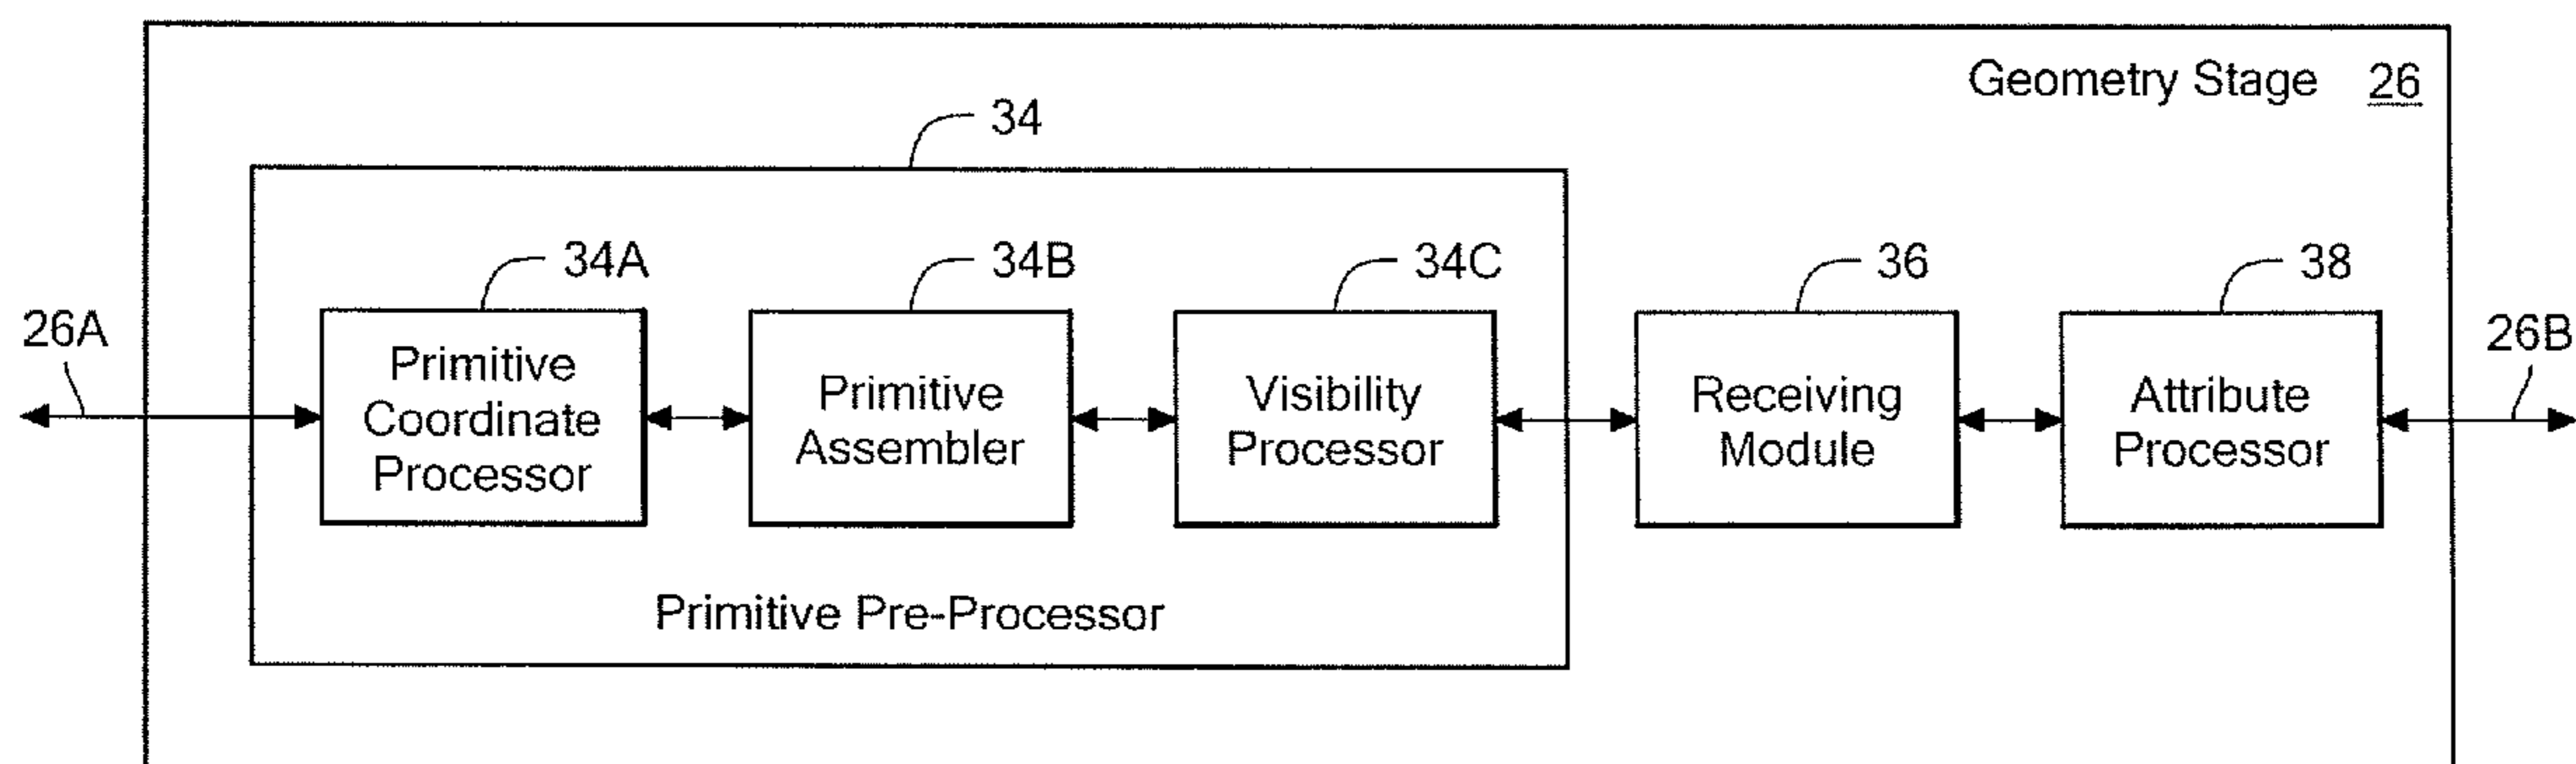 Geometry Stage 26
34
34A
34B
34C
36
38
26A
26B
Primitive
Coordinate
Processor
Primitive
Assembler
Visibility
Processor
Receiving
Module
Attribute
Processor
Primitive Pre-Processor